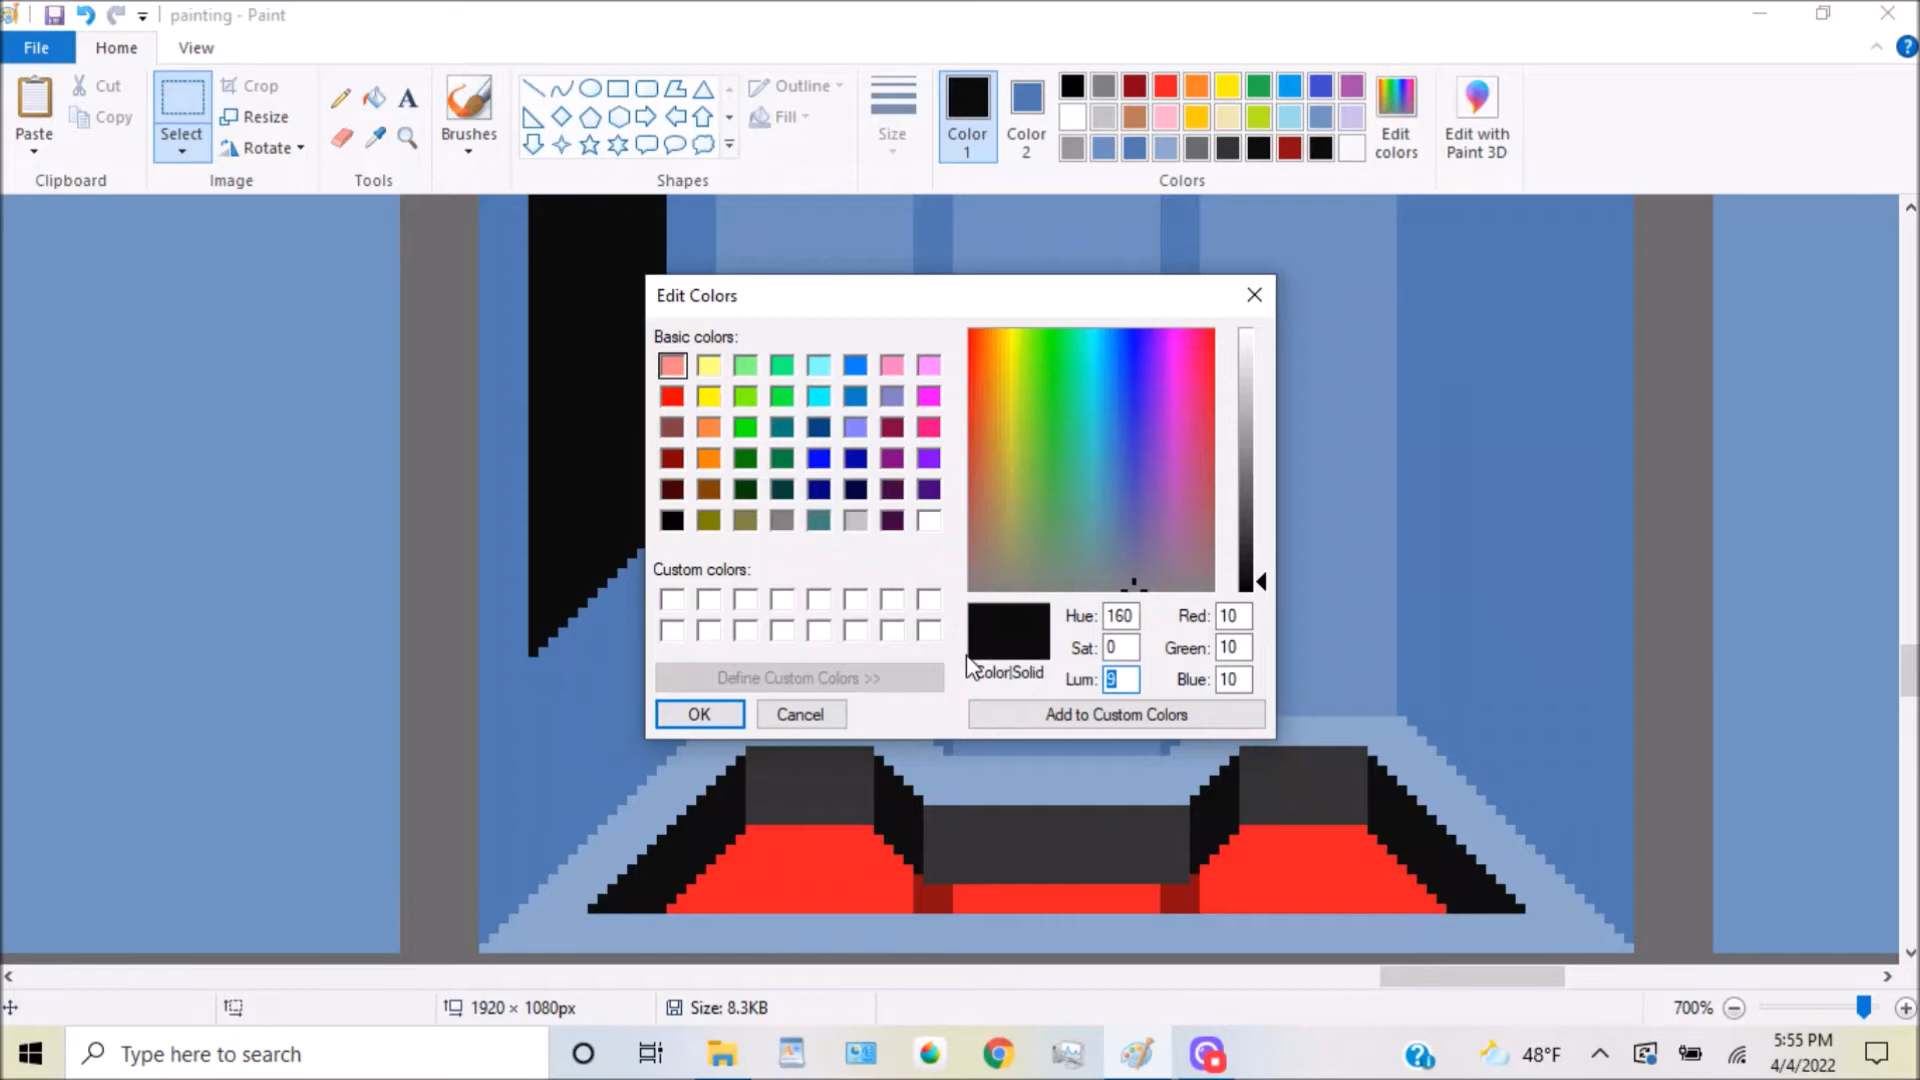 painting - Paint
File Home View
Paste
Cut
Copy
Clipboard
Select
Crop
Resize
Rotate
Image
A
Tools
Brushes
Shapes
Outline
Fill
Size
Color 1
Color 2
Edit colors
Edit with Paint 3D
Colors
Edit Colors
Basic colors:
Custom colors:
Define Custom Colors >>
OK Cancel
Color|Solid
Hue: 160 Red: 10
Sat: 0 Green: 10
Lum: 9 Blue: 10
Add to Custom Colors
1920 × 1080px Size: 8.3KB 700%
Type here to search
48°F
5:55 PM
4/4/2022